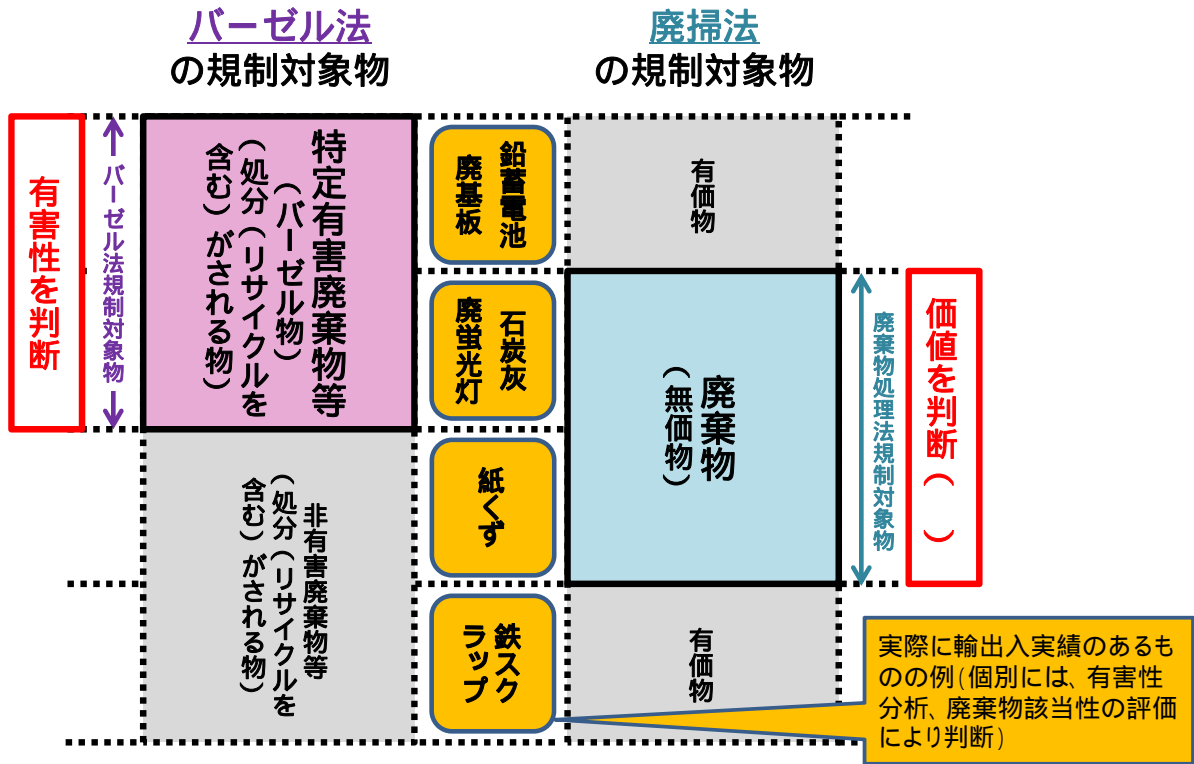 バーゼル法
の規制対象物
廃掃法
の規制対象物
有害性を判断
バーゼル法規制対象物
特定有害廃棄物等
（バーゼル物）
（処分（リサイクルを
含む）がされる物）
非有害廃棄物等
（処分（リサイクルを
含む）がされる物）
鉛蓄電池
廃基板
石炭灰
廃蛍光灯
紙くず
鉄スク
ラップ
有価物
廃棄物
（無価物）
有価物
廃棄物処理法規制対象物
価値を判断（　）
実際に輸出入実績のあるも
のの例（個別には、有害性
分析、廃棄物該当性の評価
により判断）